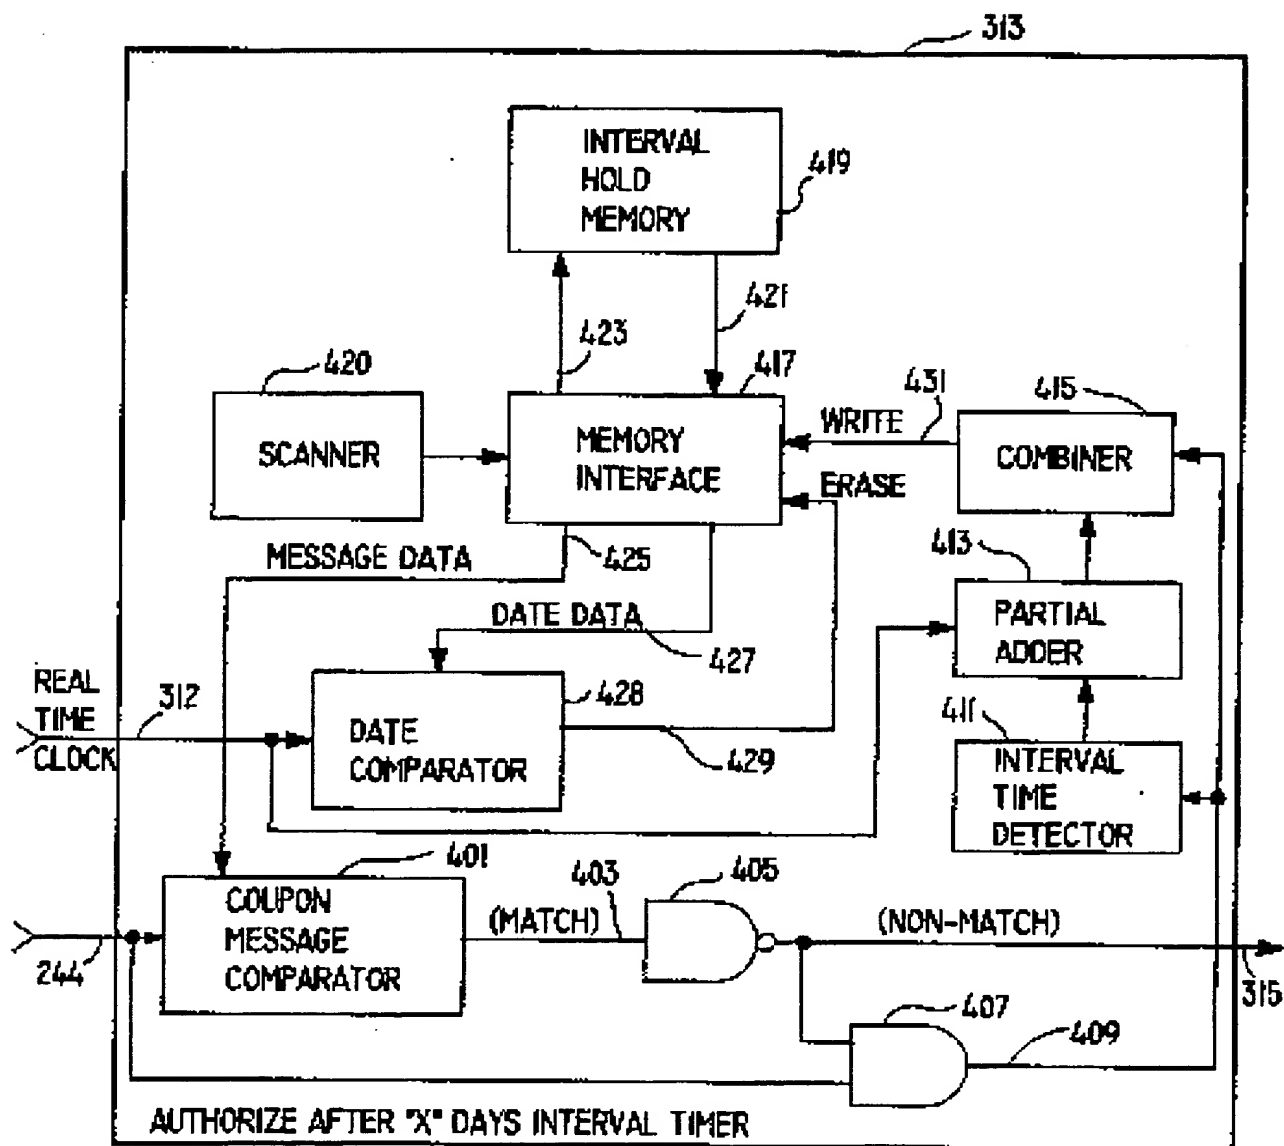 313
INTERVAL
HOLD
MEMORY
419
423
421
420
417
431
415
SCANNER
MEMORY
INTERFACE
WRITE
ERASE
COMBINER
MESSAGE DATA
425
413
DATE DATA
427
PARTIAL
ADDER
REAL
TIME
CLOCK
312
428
411
DATE
COMPARATOR
429
INTERVAL
TIME
DETECTOR
401
403
405
COUPON
MESSAGE
COMPARATOR
(MATCH)
(NON-MATCH)
244
315
407
409
AUTHORIZE AFTER "X" DAYS INTERVAL TIMER